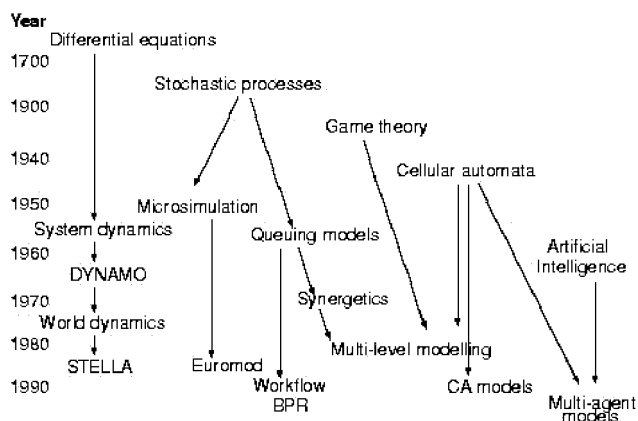 Year
Differential equations
1700
Stochastic processes
1900
Game theory
1940
Cellular automata
1950
Microsimulation
System dynamics
Queuing models
1960
Artificial
Intelligence
DYNAMO
1970
Synergetics
World dynamics
1980
Multi-level modelling
STELLA
Euromod
1990
Workflow
BPR
CA models
Multi-agent
models